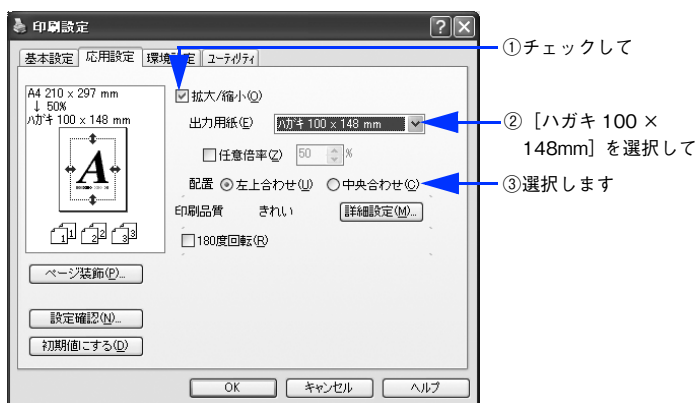 印刷設定
基本設定 応用設定 環境設定 ユーティリティ
A4 210 x 297 mm
↓ 50%
ハガキ 100 x 148 mm
A
1 1 2 2 3 3
ページ装飾(P)...
設定確認(N)...
初期値にする(D)
拡大/縮小(O)
出力用紙(E) ハガキ 100 x 148 mm
任意倍率(Z) 50 %
配置 左上合わせ(U) 中央合わせ(C)
印刷品質 きれい 詳細設定(M)...
180度回転(R)
OK キャンセル ヘルプ
①チェックして
② [ハガキ 100 ×
148mm] を選択して
③選択します